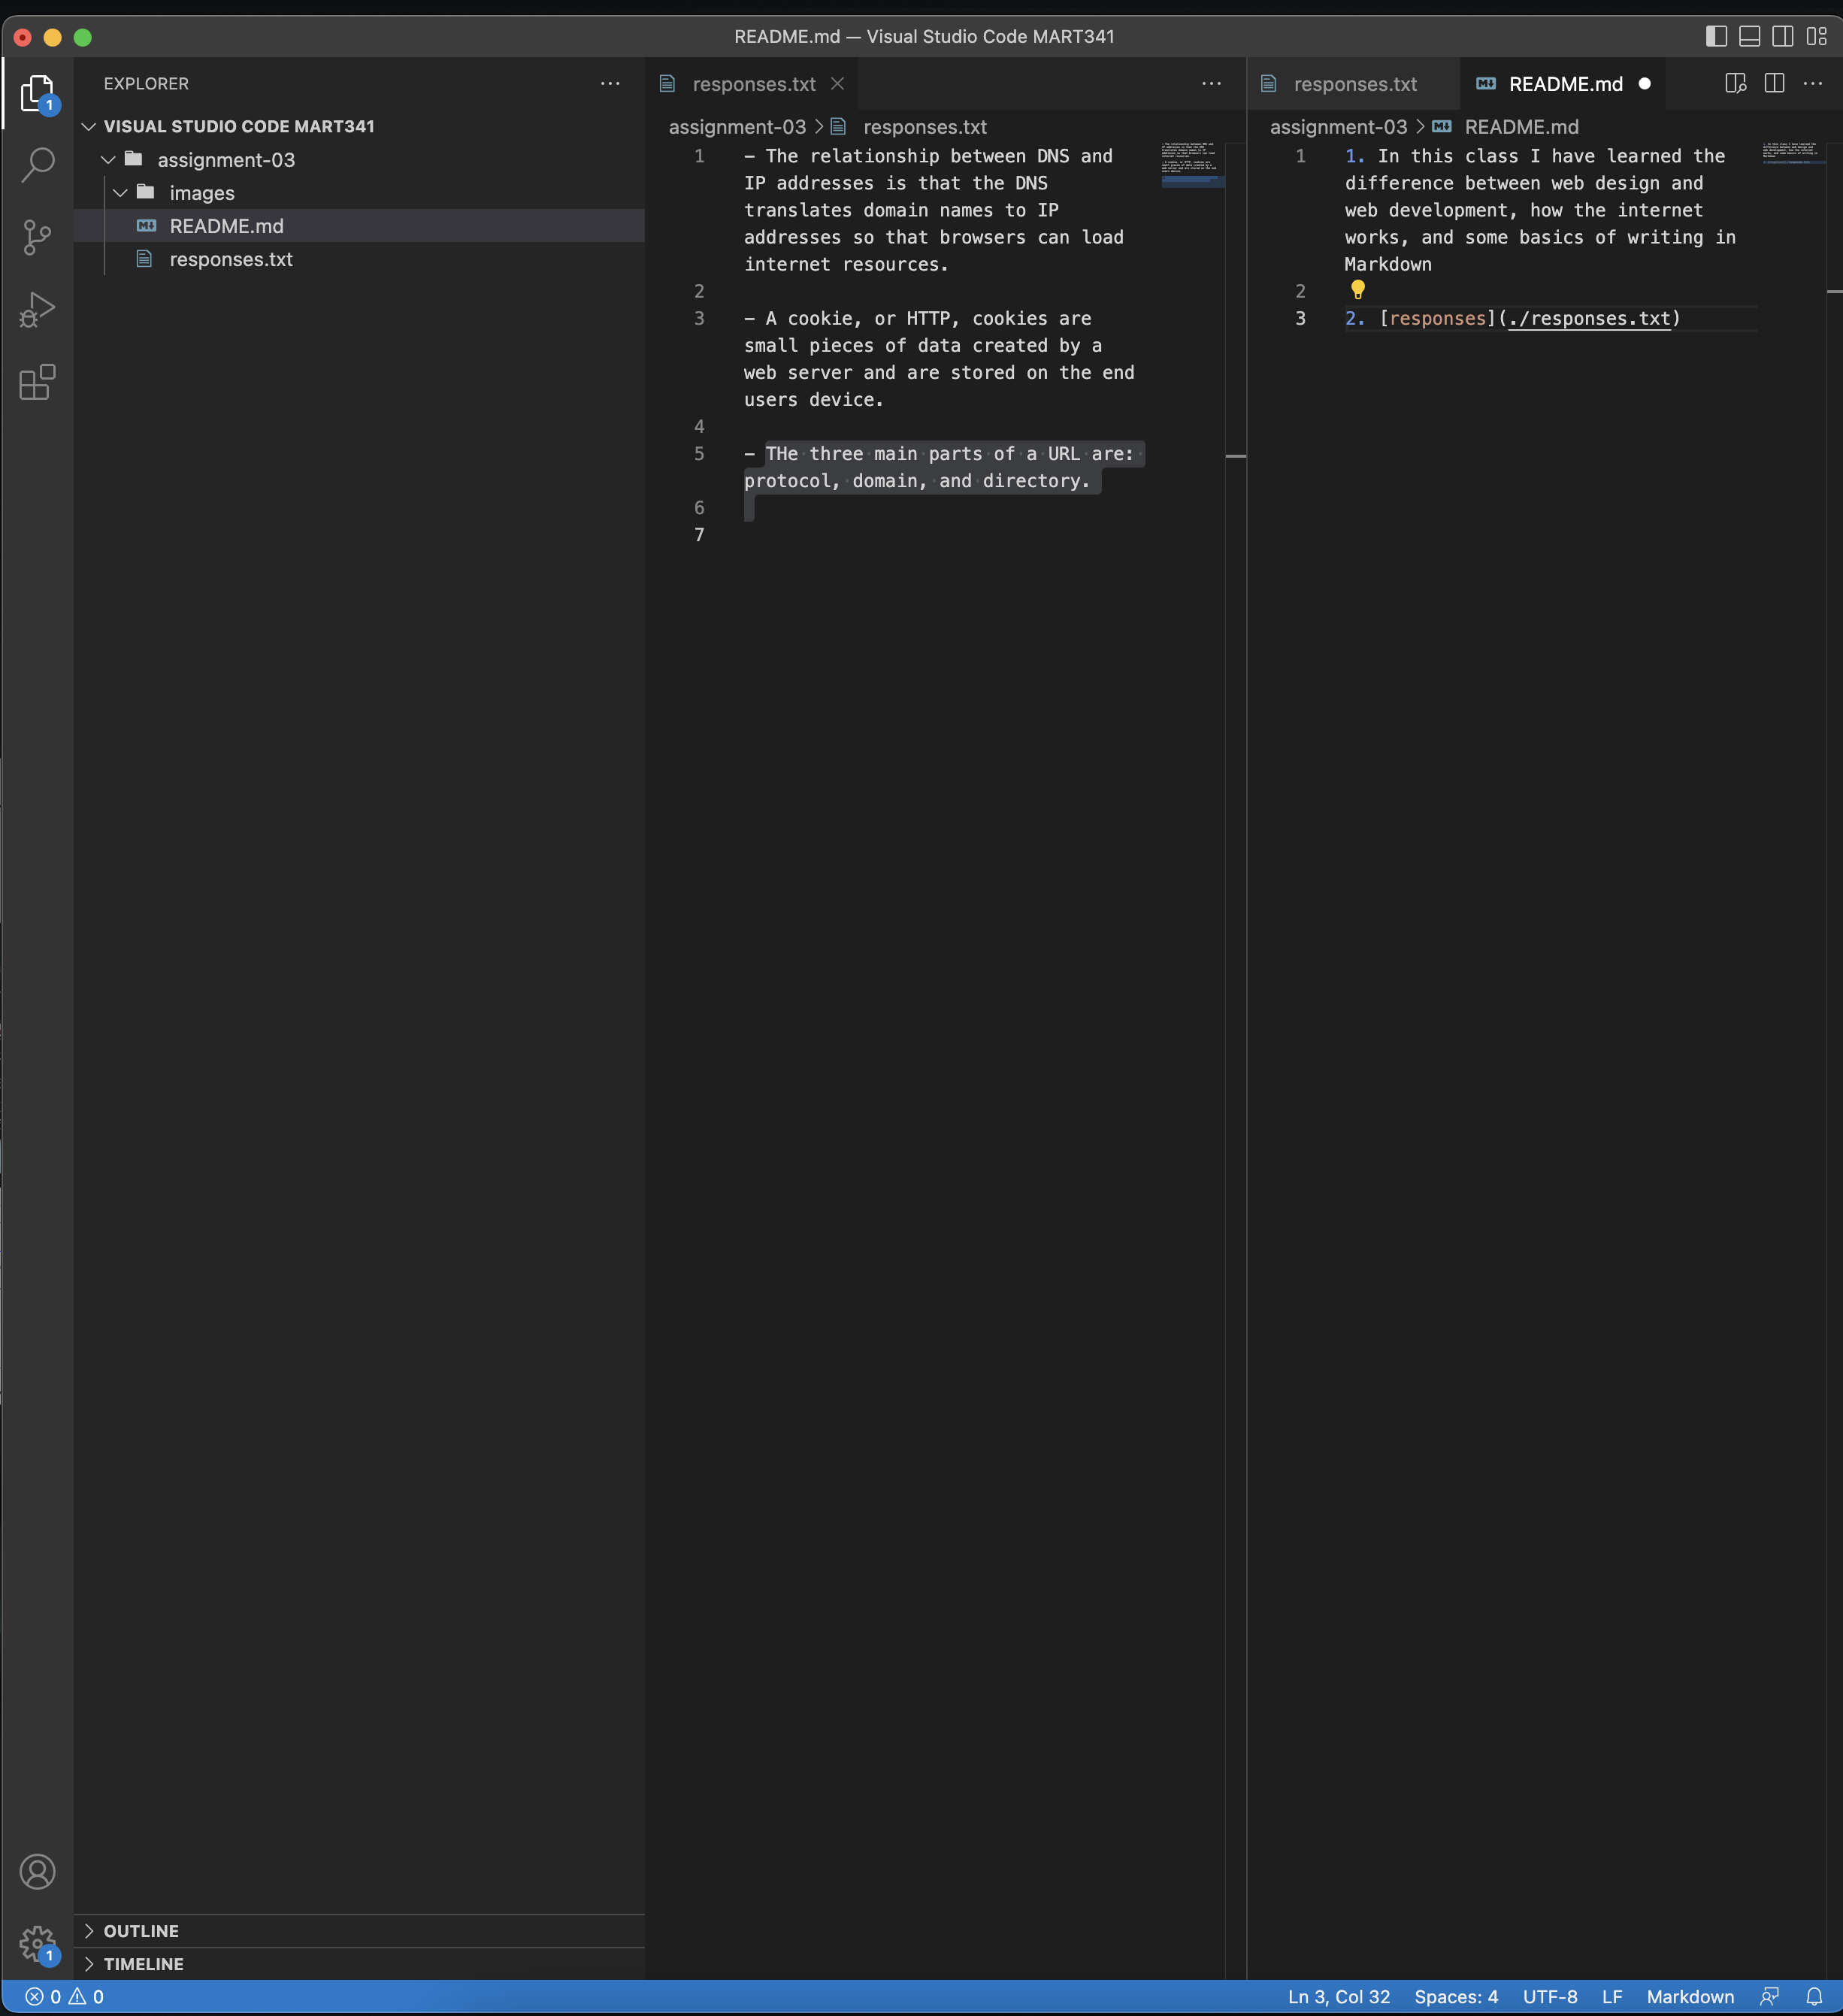 README.md — Visual Studio Code MART341
EXPLORER
VISUAL STUDIO CODE MART341
assignment-03
images
README.md
responses.txt
OUTLINE
TIMELINE
responses.txt
assignment-03 > responses.txt
1 - The relationship between DNS and
IP addresses is that the DNS
translates domain names to IP
addresses so that browsers can load
internet resources.
2
3 - A cookie, or HTTP, cookies are
small pieces of data created by a
web server and are stored on the end
users device.
4
5 - THe three main parts of a URL are:
protocol, domain, and directory.
6
7
responses.txt README.md
assignment-03 > README.md
1 1. In this class I have learned the
difference between web design and
web development, how the internet
works, and some basics of writing in
Markdown
2
3 2. [responses](./responses.txt)
1
1
0 0
Ln 3, Col 32 Spaces: 4 UTF-8 LF Markdown